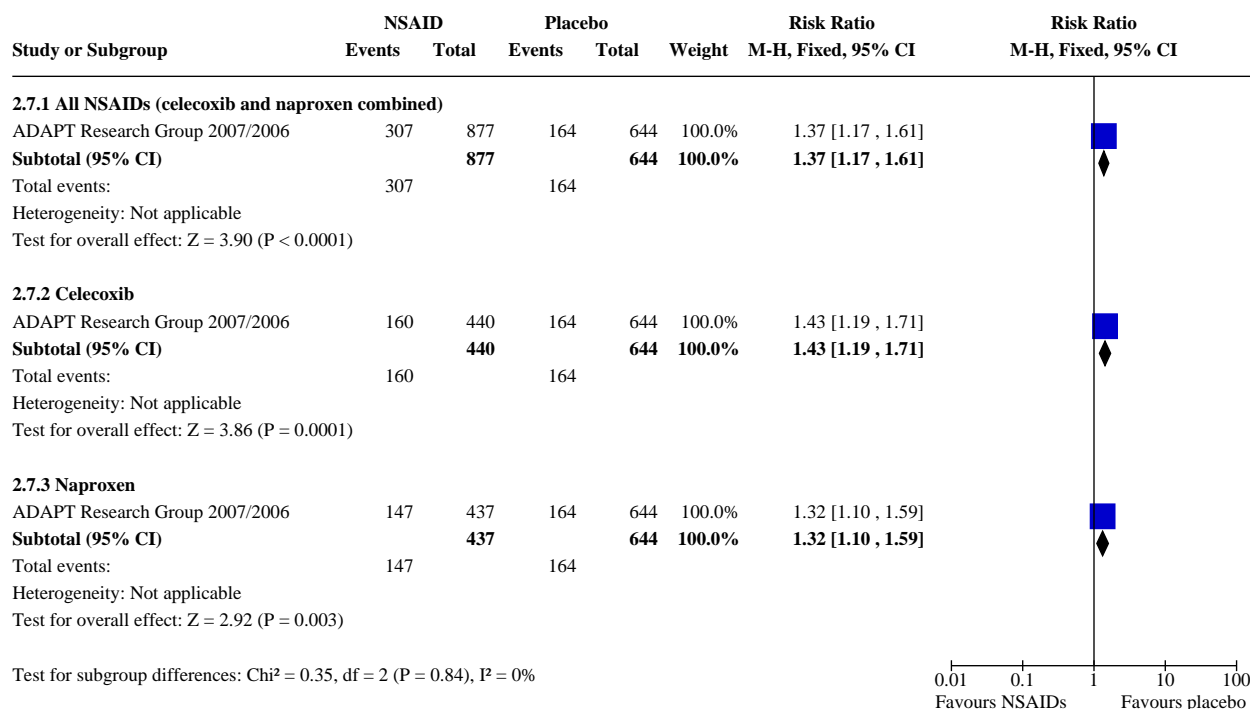 NSAID Placebo Risk Ratio Risk Ratio
Study or Subgroup Events Total Events Total Weight M-H, Fixed, 95% CI M-H, Fixed, 95% CI
2.7.1 All NSAIDs (celecoxib and naproxen combined)
ADAPT Research Group 2007/2006 307 877 164 644 100.0% 1.37 [1.17 , 1.61]
Subtotal (95% CI) 877 644 100.0% 1.37 [1.17 , 1.61]
Total events: 307 164
Heterogeneity: Not applicable
Test for overall effect: Z = 3.90 (P < 0.0001)
2.7.2 Celecoxib
ADAPT Research Group 2007/2006 160 440 164 644 100.0% 1.43 [1.19 , 1.71]
Subtotal (95% CI) 440 644 100.0% 1.43 [1.19 , 1.71]
Total events: 160 164
Heterogeneity: Not applicable
Test for overall effect: Z = 3.86 (P = 0.0001)
2.7.3 Naproxen
ADAPT Research Group 2007/2006 147 437 164 644 100.0% 1.32 [1.10 , 1.59]
Subtotal (95% CI) 437 644 100.0% 1.32 [1.10 , 1.59]
Total events: 147 164
Heterogeneity: Not applicable
Test for overall effect: Z = 2.92 (P = 0.003)
Test for subgroup differences: Chi² = 0.35, df = 2 (P = 0.84), I² = 0%
0.01 0.1 1 10 100
Favours NSAIDs Favours placebo